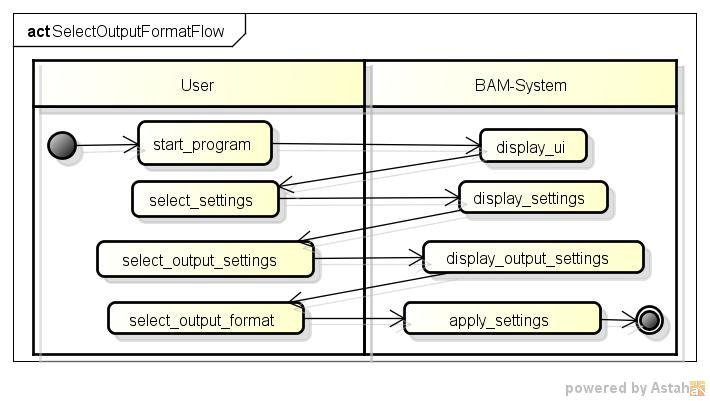 act SelectOutputFormatFlow
User
BAM-System
start_program
display_ui
select_settings
display_settings
select_output_settings
display_output_settings
select_output_format
apply_settings
powered by Astah